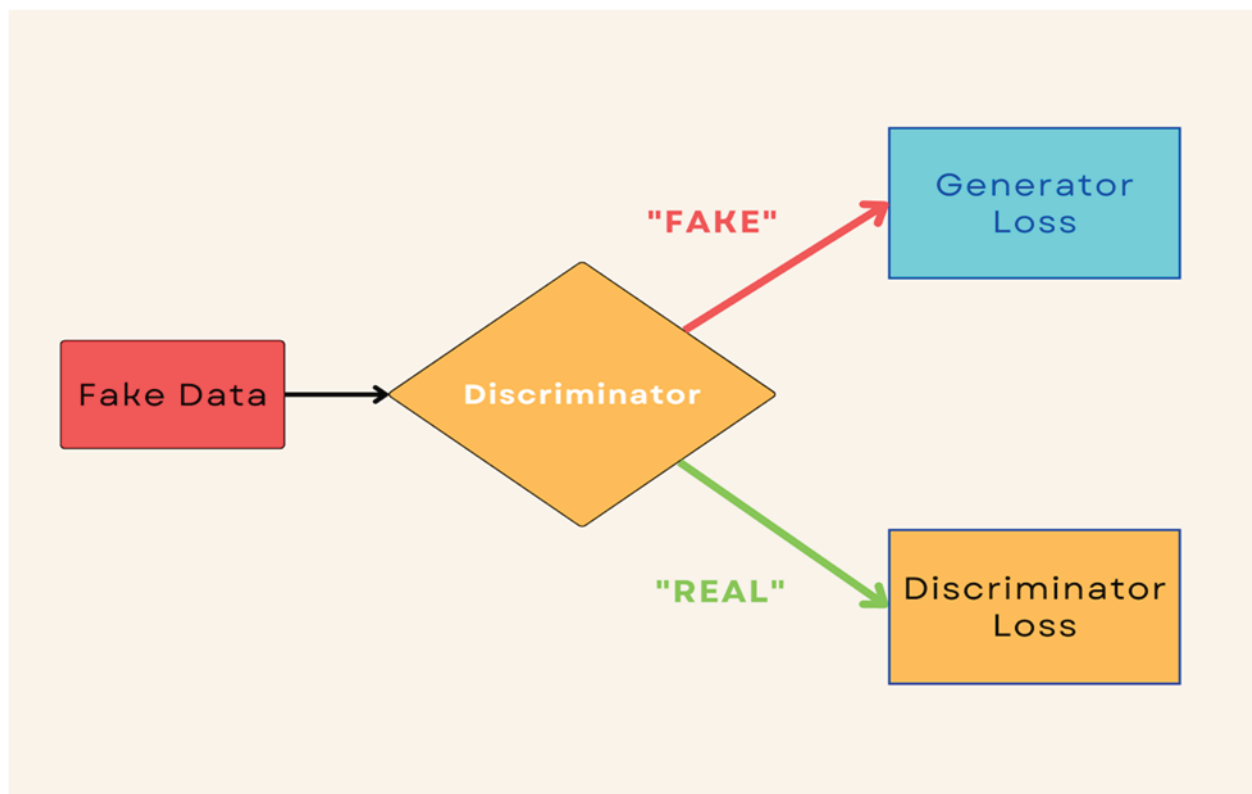 "FAKE"
Generator
Loss
Fake Data
Discriminator
"REAL"
Discriminator
Loss